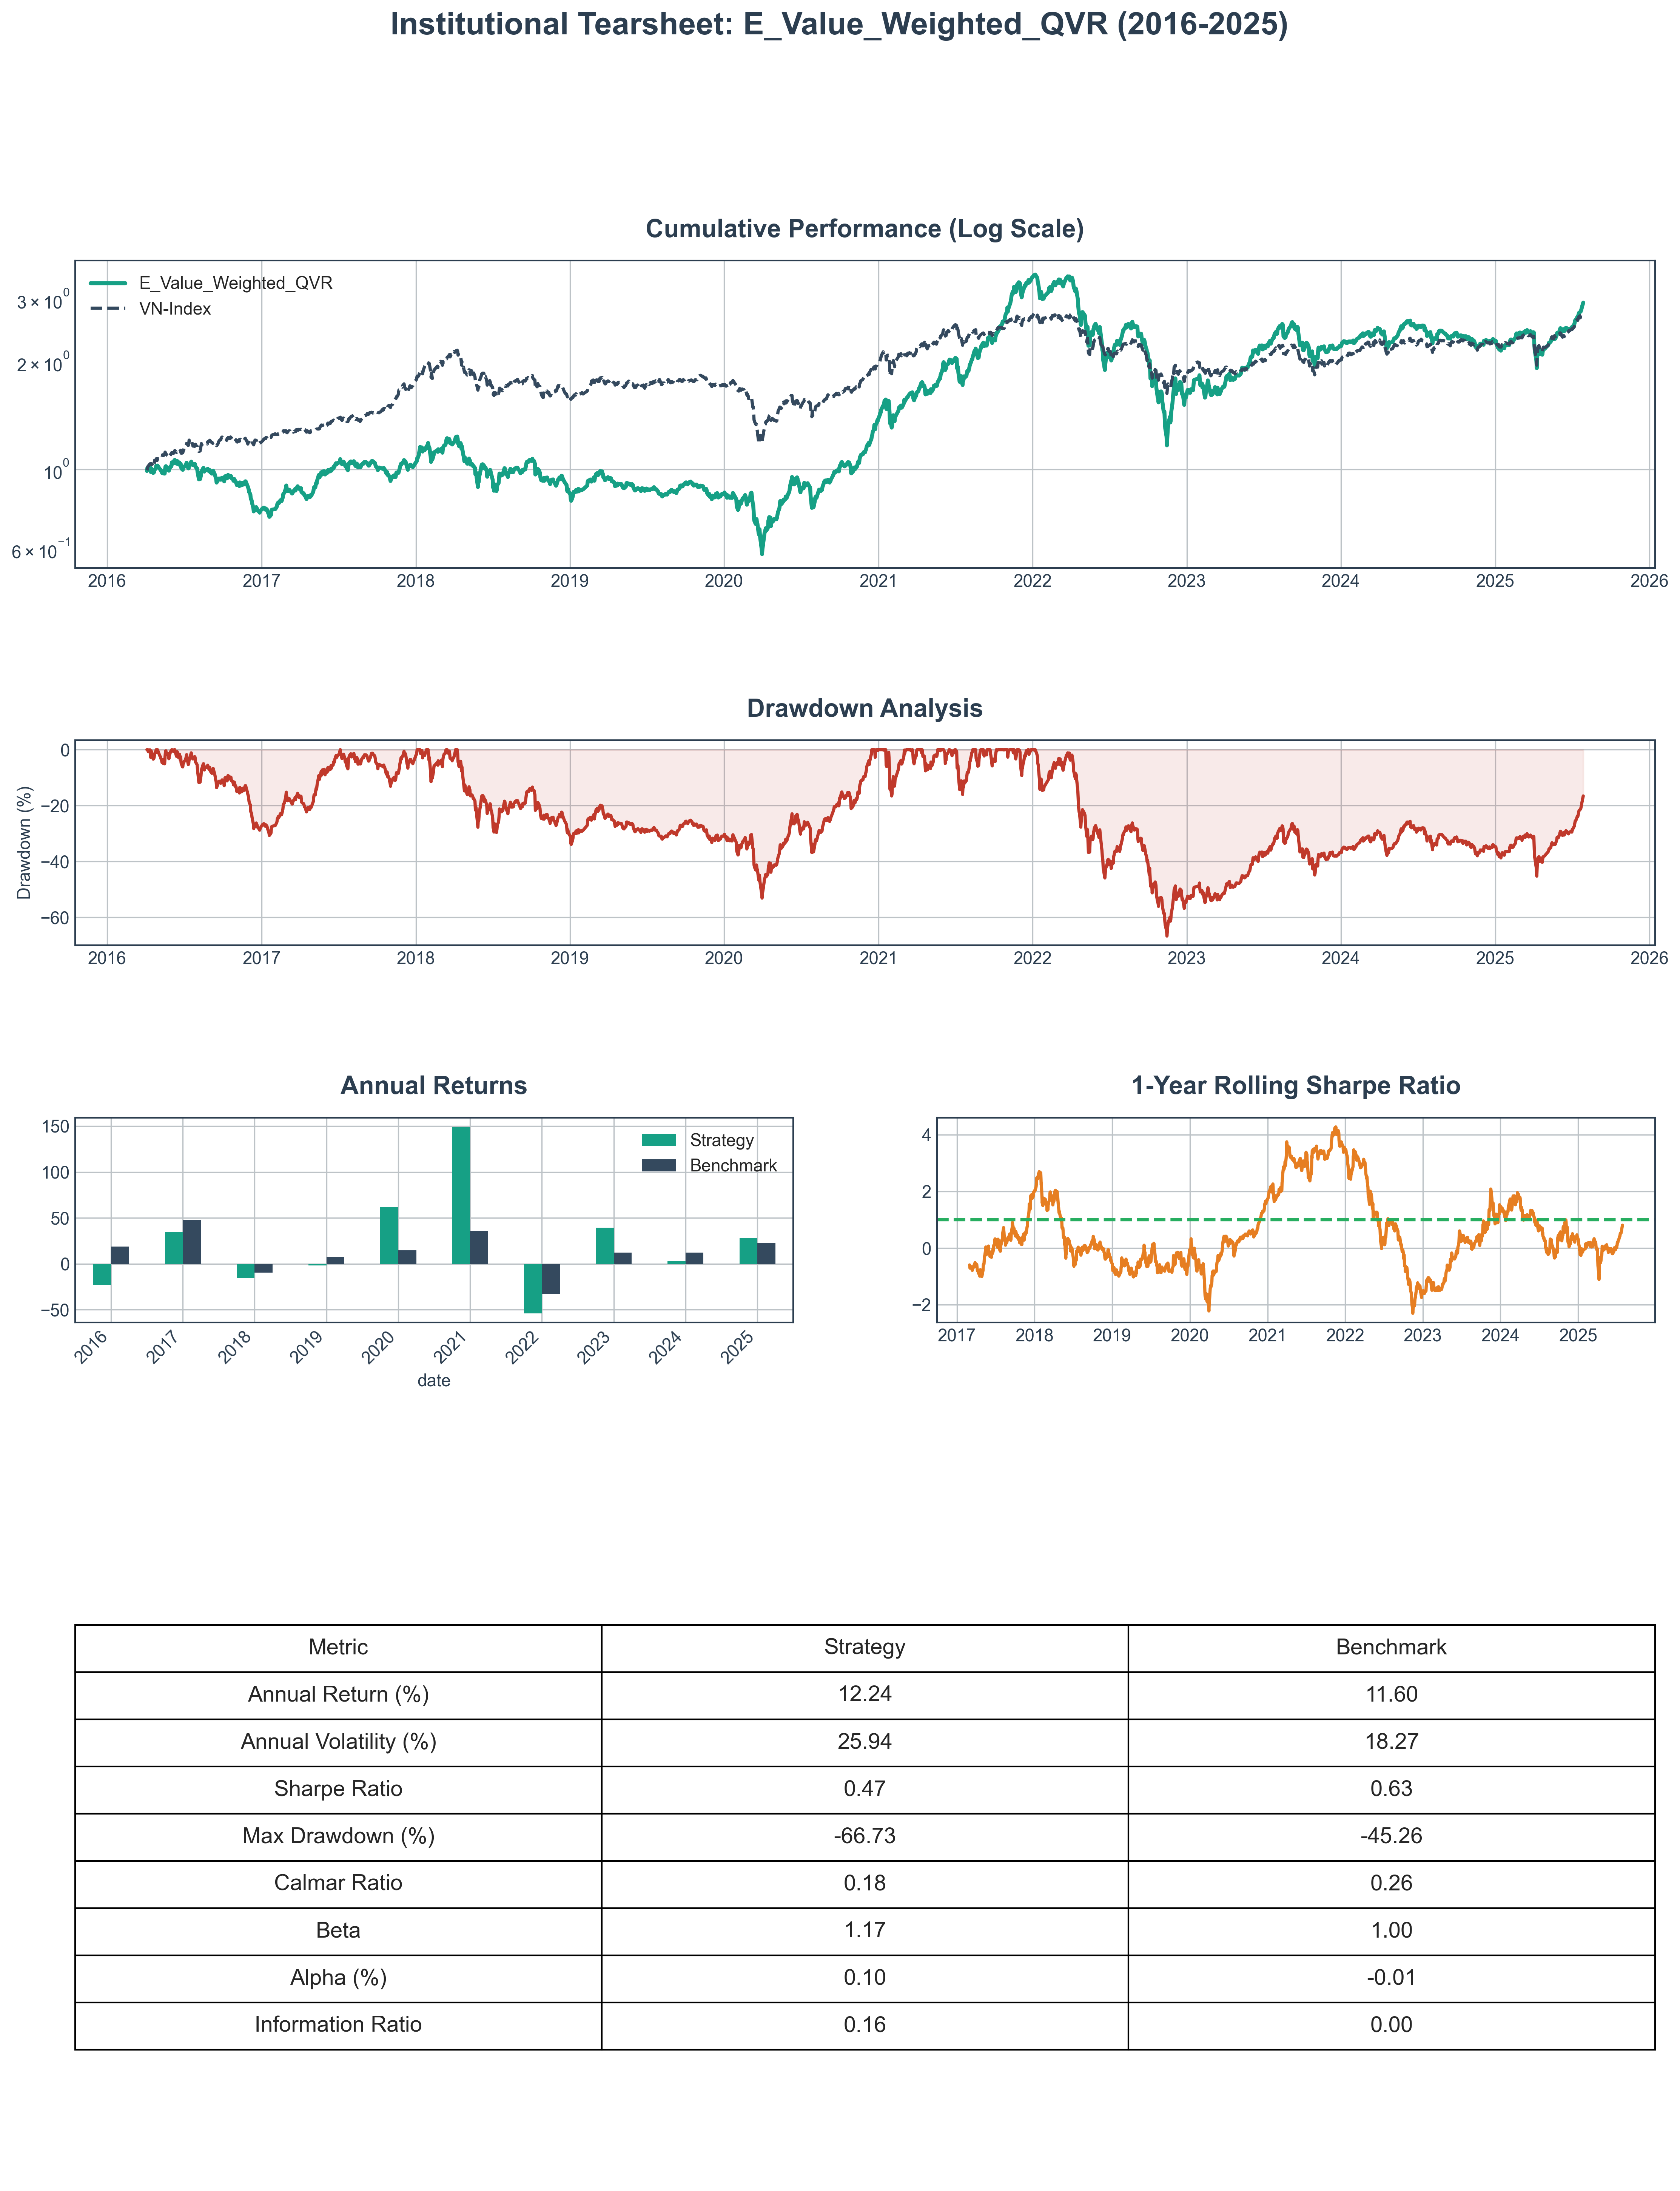 Institutional Tearsheet: E_Value_Weighted_QVR (2016-2025)
Cumulative Performance (Log Scale)
E_Value_Weighted_QVR
VN-Index
3 × 10⁰
2 × 10⁰
10⁰
6 × 10⁻¹
2016 2017 2018 2019 2020 2021 2022 2023 2024 2025 2026
Drawdown Analysis
Drawdown (%)
0
−20
−40
−60
2016 2017 2018 2019 2020 2021 2022 2023 2024 2025 2026
Annual Returns
Strategy
Benchmark
150
100
50
0
−50
2016 2017 2018 2019 2020 2021 2022 2023 2024 2025
date
1-Year Rolling Sharpe Ratio
4
2
0
−2
2017 2018 2019 2020 2021 2022 2023 2024 2025
Metric Strategy Benchmark
Annual Return (%) 12.24 11.60
Annual Volatility (%) 25.94 18.27
Sharpe Ratio 0.47 0.63
Max Drawdown (%) -66.73 -45.26
Calmar Ratio 0.18 0.26
Beta 1.17 1.00
Alpha (%) 0.10 -0.01
Information Ratio 0.16 0.00